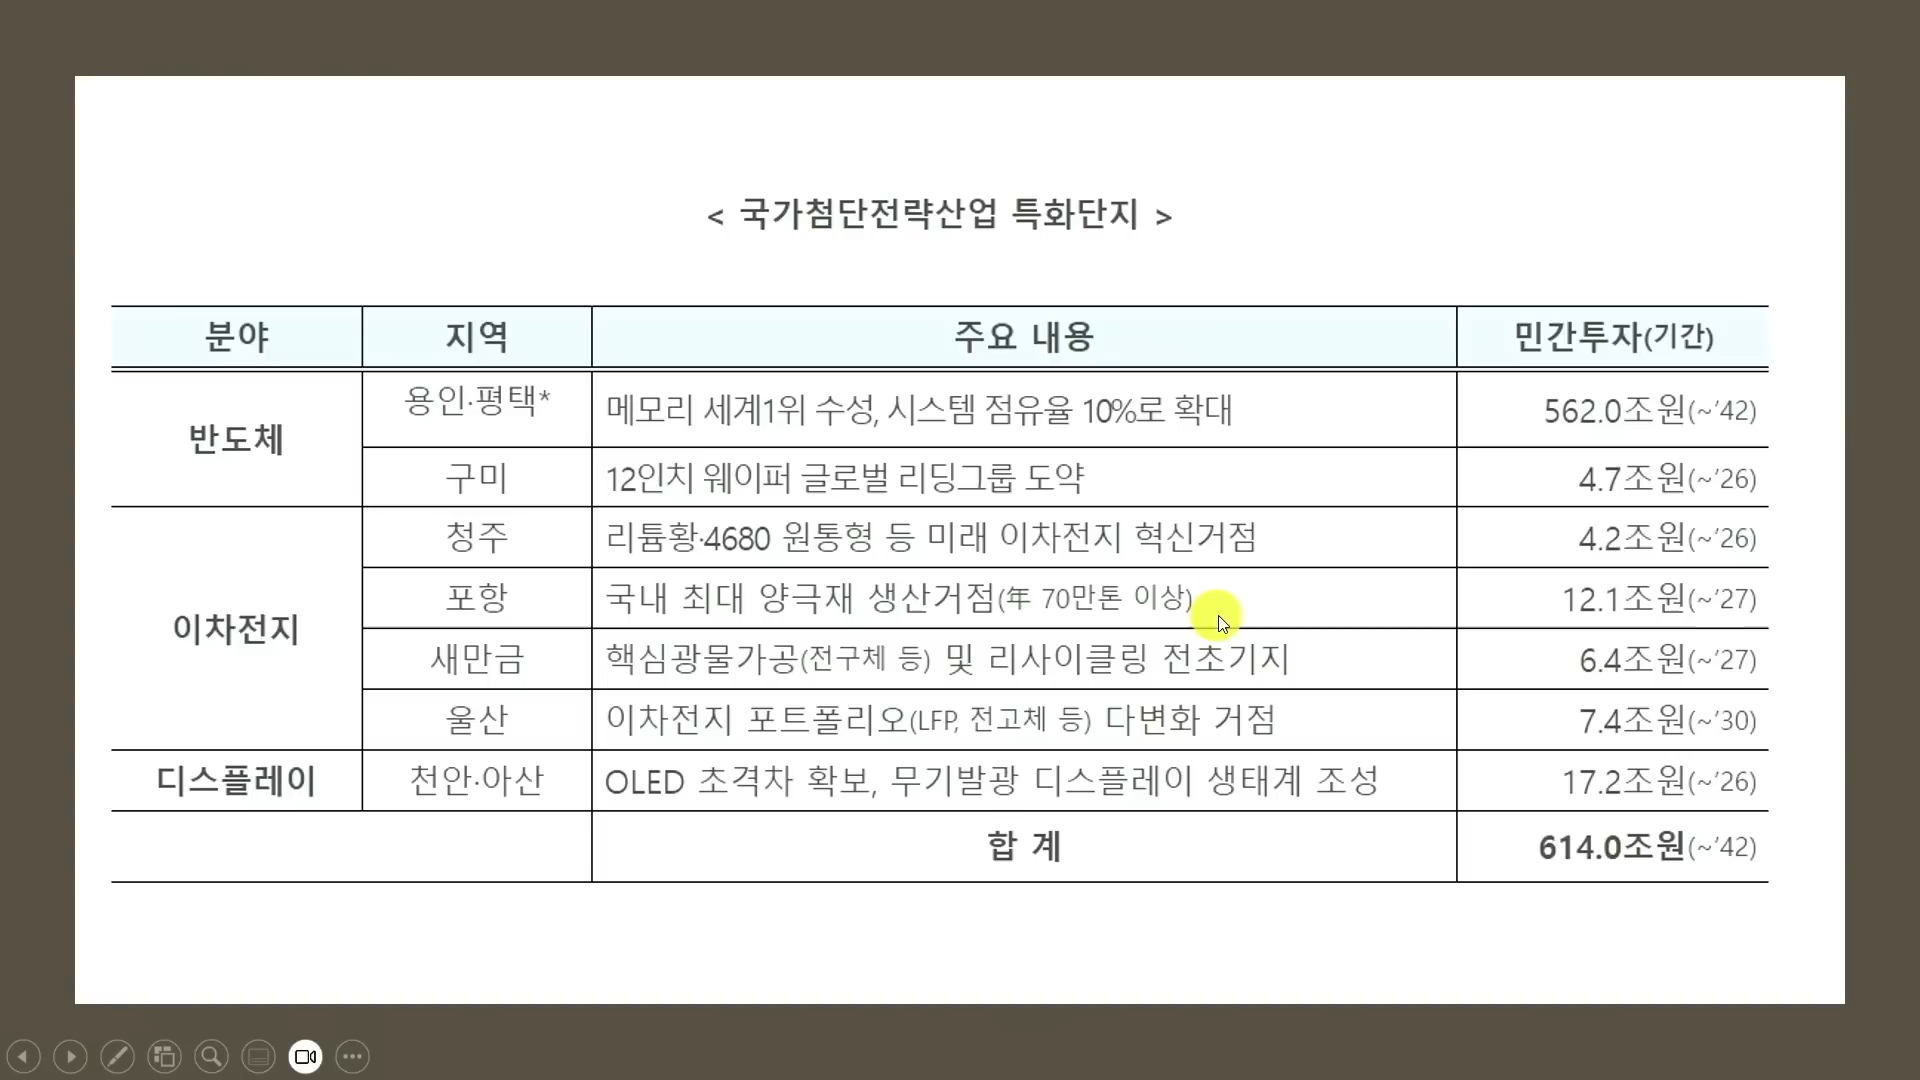 < 국가첨단전략산업 특화단지 >
분야 지역 주요 내용 민간투자(기간)
반도체 용인·평택* 메모리 세계1위 수성, 시스템 점유율 10%로 확대 562.0조원(~’42)
구미 12인치 웨이퍼 글로벌 리딩그룹 도약 4.7조원(~’26)
이차전지 청주 리튬황·4680 원통형 등 미래 이차전지 혁신거점 4.2조원(~’26)
포항 국내 최대 양극재 생산거점(年 70만톤 이상) 12.1조원(~’27)
새만금 핵심광물가공(전구체 등) 및 리사이클링 전초기지 6.4조원(~’27)
울산 이차전지 포트폴리오(LFP, 전고체 등) 다변화 거점 7.4조원(~’30)
디스플레이 천안·아산 OLED 초격차 확보, 무기발광 디스플레이 생태계 조성 17.2조원(~’26)
합 계 614.0조원(~’42)